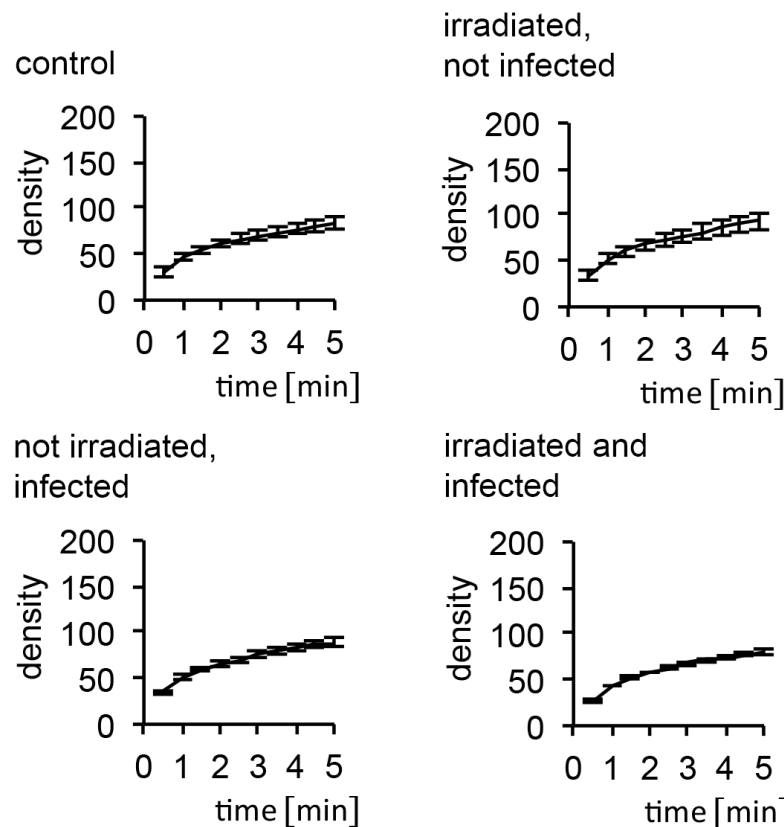 control
200
150
100
50
0
density
0 1 2 3 4 5
time [min]
irradiated,
not infected
200
150
100
50
0
density
0 1 2 3 4 5
time [min]
not irradiated,
infected
200
150
100
50
0
density
0 1 2 3 4 5
time [min]
irradiated and
infected
200
150
100
50
0
density
0 1 2 3 4 5
time [min]